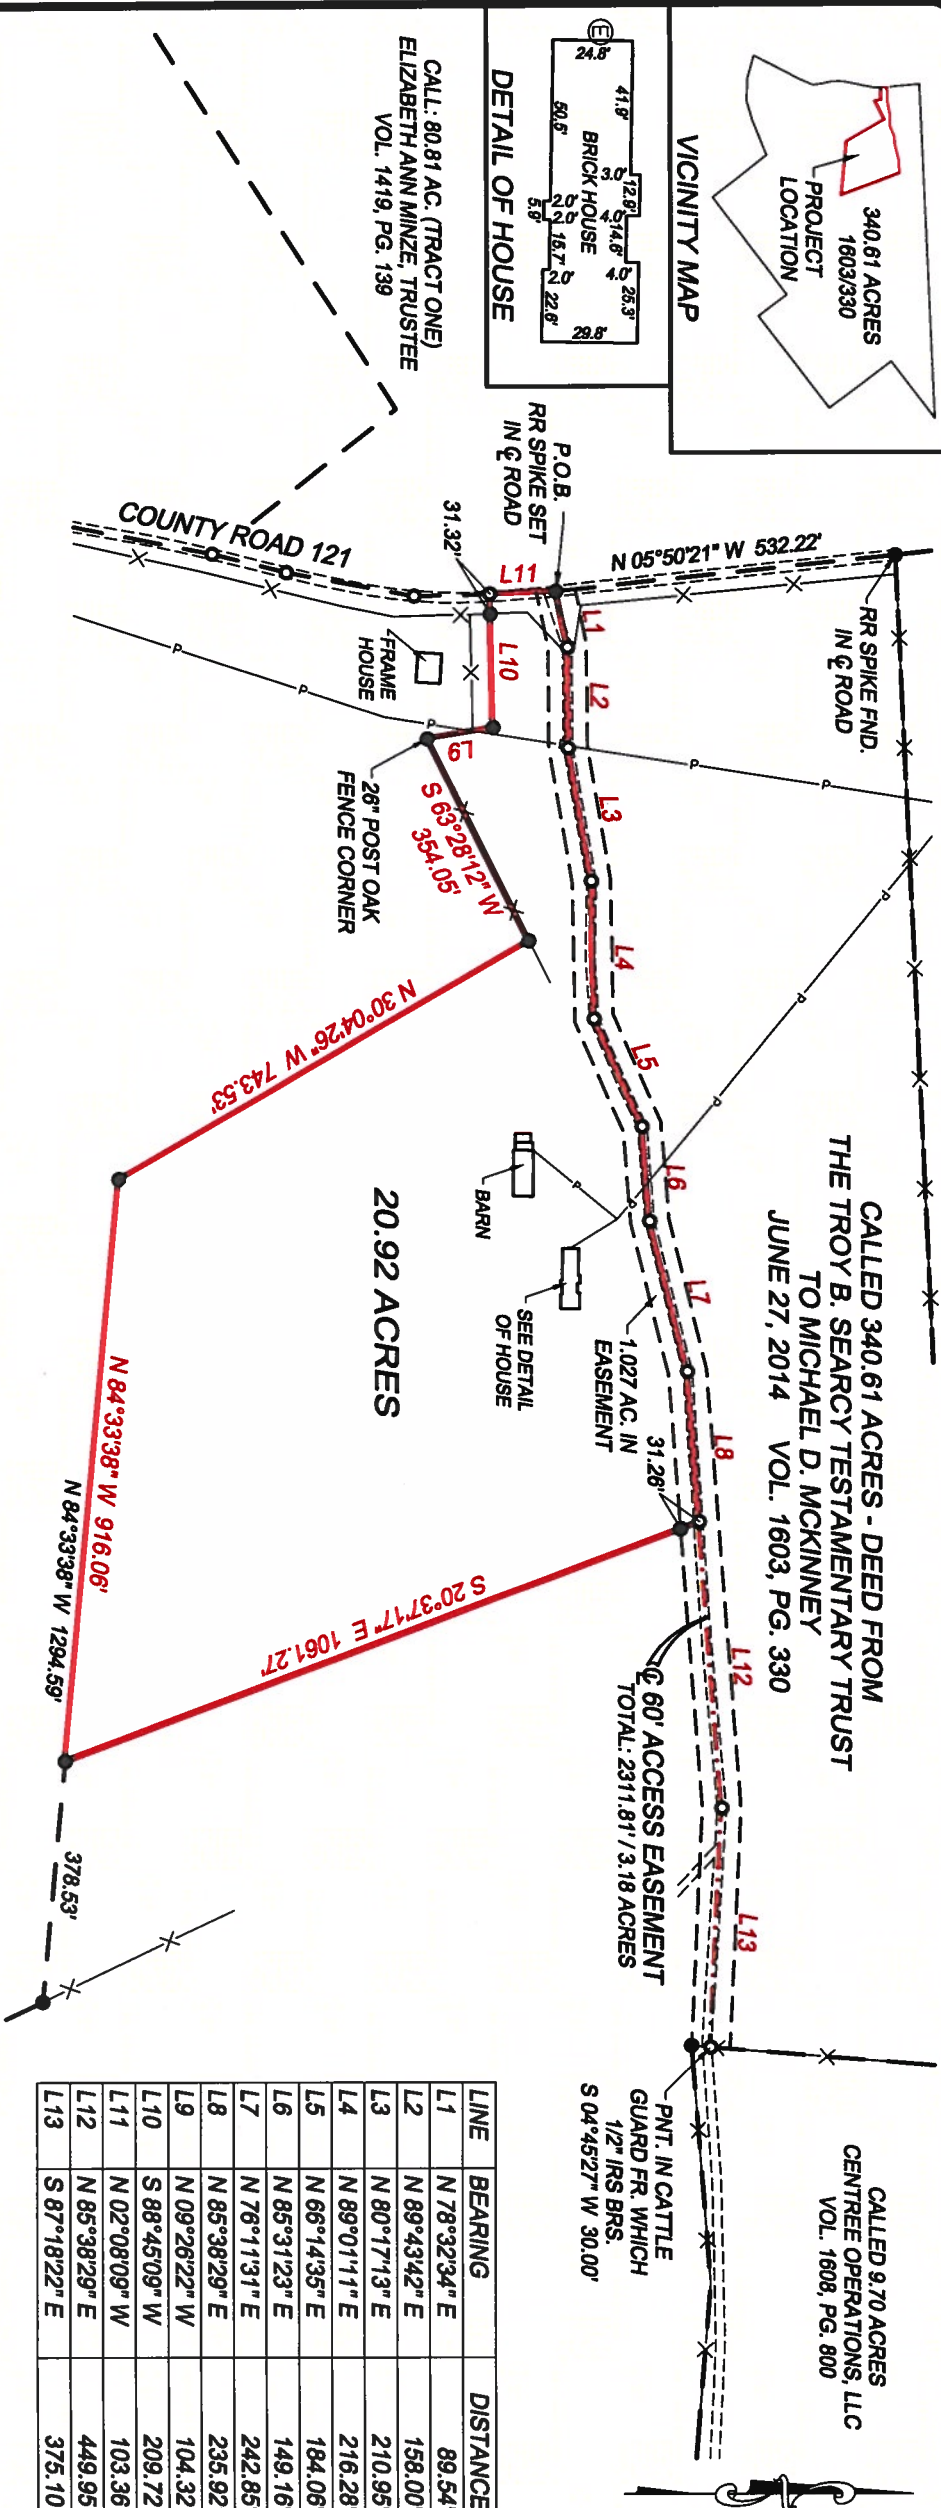 340.61 ACRES
1603/330
PROJECT
LOCATION
VICINITY MAP
E
24.8'
41.9'
3.0'
12.9'
4.0'
14.6'
4.0'
25.3'
BRICK HOUSE
50.5'
2.0'
5.8'
2.0'
15.7'
2.0'
22.6'
29.8'
DETAIL OF HOUSE
CALL: 80.81 AC. (TRACT ONE)
ELIZABETH ANN MINZE, TRUSTEE
VOL. 1419, PG. 139
COUNTY ROAD 121
P.O.B.
RR SPIKE SET
IN ℄ ROAD
31.32'
N 05°50'21" W 532.22'
RR SPIKE FND.
IN ℄ ROAD
L11
L1
L2
L3
L4
L5
L6
L7
L8
L12
L13
L10
L9
FRAME
HOUSE
26" POST OAK
FENCE CORNER
S 63°28'12" W
354.05'
N 30°04'26" W 743.53'
N 84°33'38" W 916.06'
N 84°33'38" W 1294.59'
378.53'
S 20°37'17" E 1061.27'
20.92 ACRES
BARN
SEE DETAIL
OF HOUSE
1.027 AC. IN
EASEMENT
31.26'
℄ 60' ACCESS EASEMENT
TOTAL: 2311.81' / 3.18 ACRES
CALLED 340.61 ACRES - DEED FROM
THE TROY B. SEARCY TESTAMENTARY TRUST
TO MICHAEL D. MCKINNEY
JUNE 27, 2014 VOL. 1603, PG. 330
PNT. IN CATTLE
GUARD FR. WHICH
1/2" IRS BRS.
S 04°45'27" W 30.00'
CALLED 9.70 ACRES
CENTREE OPERATIONS, LLC
VOL. 1608, PG. 800
LINE BEARING DISTANCE
L1 N 78°32'34" E 89.54'
L2 N 89°43'42" E 158.00'
L3 N 80°17'13" E 210.95'
L4 N 89°01'11" E 216.28'
L5 N 66°14'35" E 184.06'
L6 N 85°31'23" E 149.16'
L7 N 76°11'31" E 242.85'
L8 N 85°38'29" E 235.92'
L9 N 09°26'22" W 104.32'
L10 S 88°45'09" W 209.72'
L11 N 02°08'09" W 103.36'
L12 N 85°38'29" E 449.95'
L13 S 87°18'22" E 375.10'